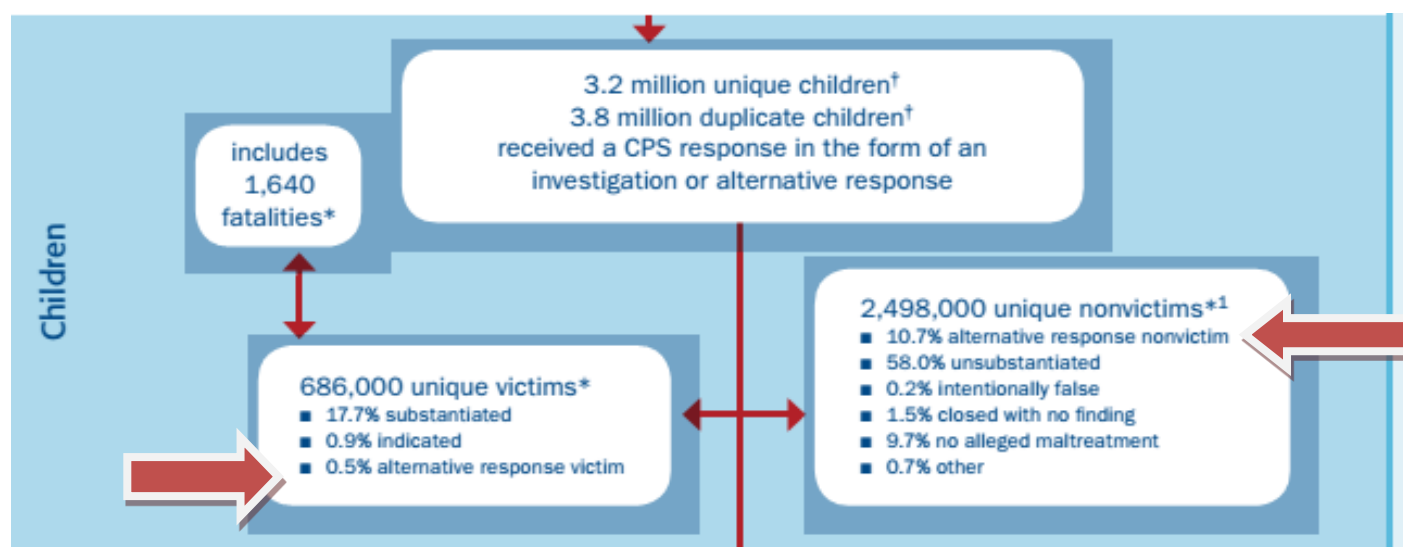 3.2 million unique children†
3.8 million duplicate children†
received a CPS response in the form of an
investigation or alternative response
includes
1,640
fatalities*
Children
2,498,000 unique nonvictims*1
■ 10.7% alternative response nonvictim
■ 58.0% unsubstantiated
■ 0.2% intentionally false
■ 1.5% closed with no finding
■ 9.7% no alleged maltreatment
■ 0.7% other
686,000 unique victims*
■ 17.7% substantiated
■ 0.9% indicated
■ 0.5% alternative response victim